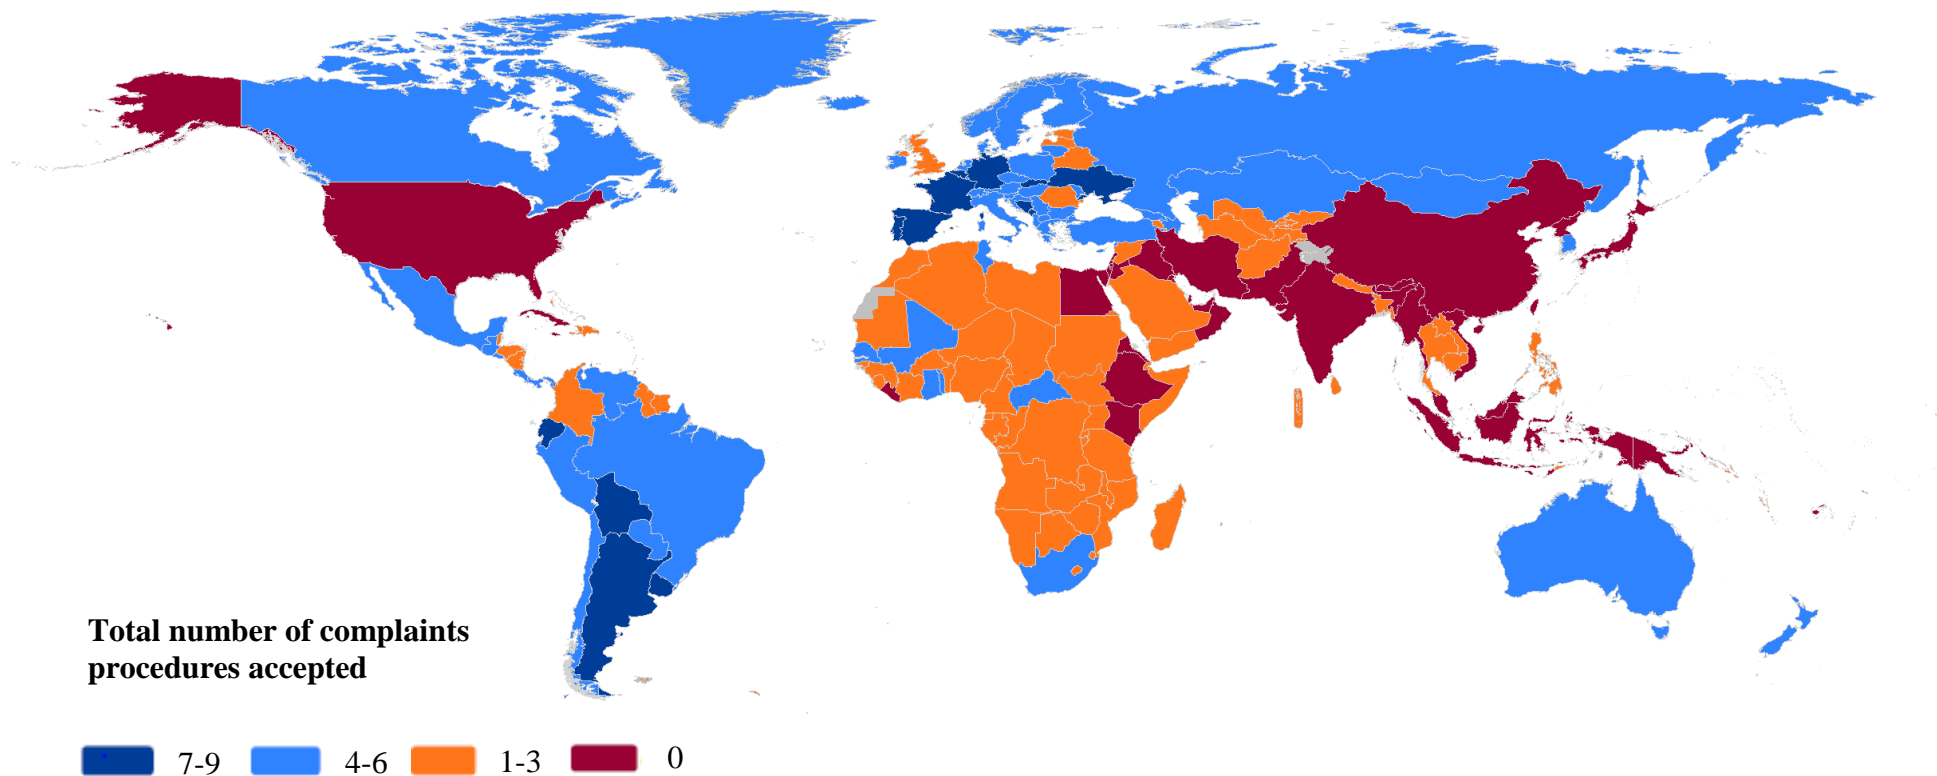 Total number of complaints
procedures accepted
7-9 4-6 1-3 0